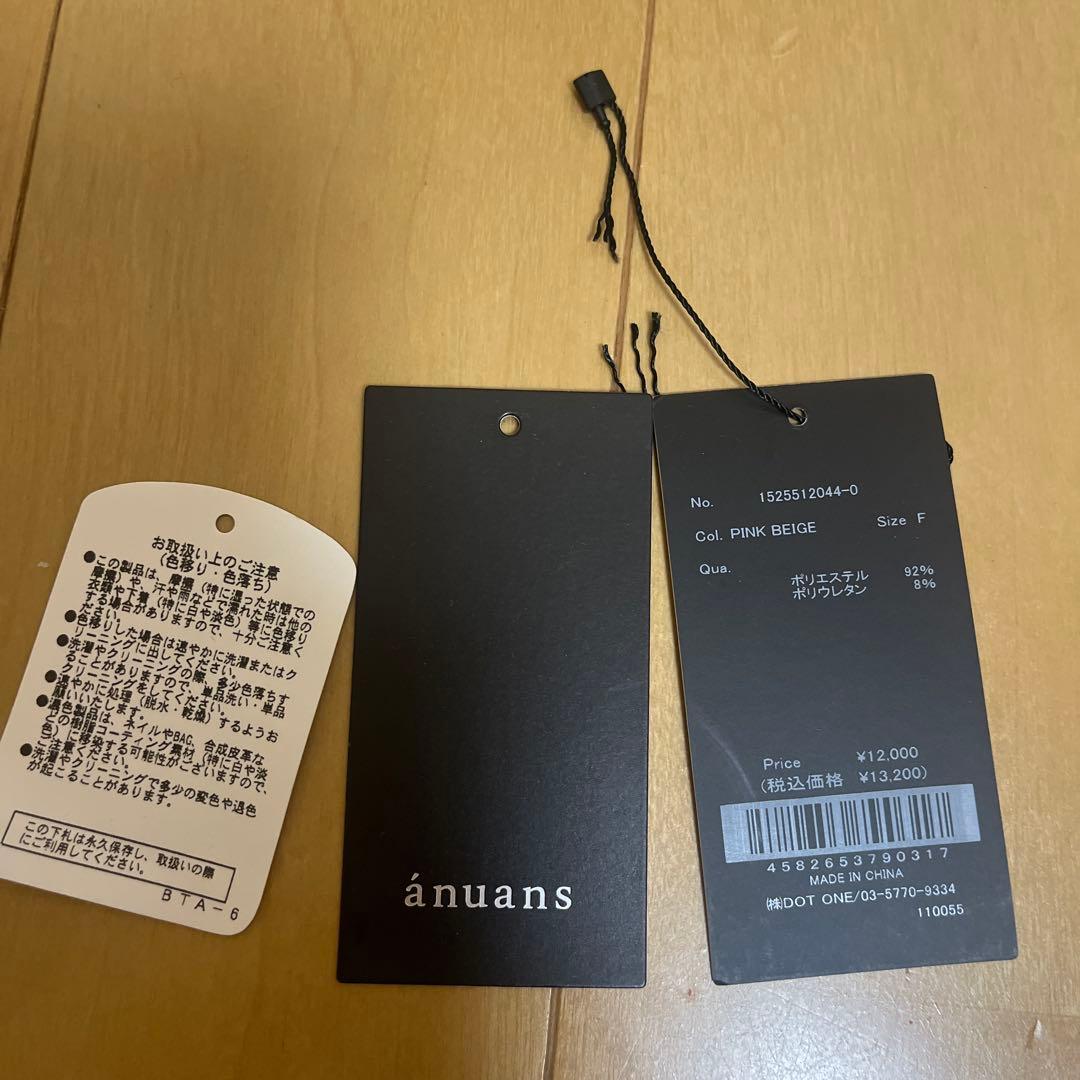 お取扱い上のご注意
(色移り・色落ち)
●この製品は、摩擦(特に湿った状態での
摩擦)や、汗や雨などで濡れた時は他の
衣類や下着(特に白や淡色)等に色移り
する場合がありますので、十分ご注意く
ださい。
●色移りした場合は速やかに洗濯またはク
リーニングに出してください。
●洗濯やクリーニングの際、多少色落ちす
ることがありますので、単品洗い・単品
クリーニングをしてください。
●速やかに処理(脱水・乾燥)するようお
願いいたします。
●濃色製品は、ネイルやBAG、合成皮革な
どの樹脂コーティング素材(特に白や淡
色)に移染する可能性がございますので、
ご注意ください。
●洗濯やクリーニングで多少の変色や退色
が起こることがあります。
この下札は永久保存し、取扱いの際
にご利用してください。
BTA-6
ánuans
No. 1525512044-0
Col. PINK BEIGE Size F
Qua.
ポリエステル 92%
ポリウレタン 8%
Price ¥12,000
(税込価格 ¥13,200)
4582653790317
MADE IN CHINA
㈱DOT ONE/03-5770-9334
110055